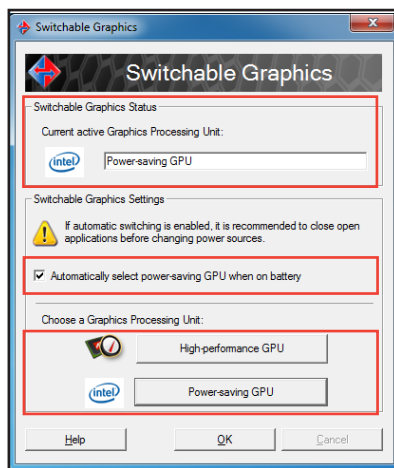 Switchable Graphics
Switchable Graphics
Switchable Graphics Status
Current active Graphics Processing Unit:
intel
Power-saving GPU
Switchable Graphics Settings
If automatic switching is enabled, it is recommended to close open
applications before changing power sources.
Automatically select power-saving GPU when on battery
Choose a Graphics Processing Unit:
High-performance GPU
intel
Power-saving GPU
Help
OK
Cancel